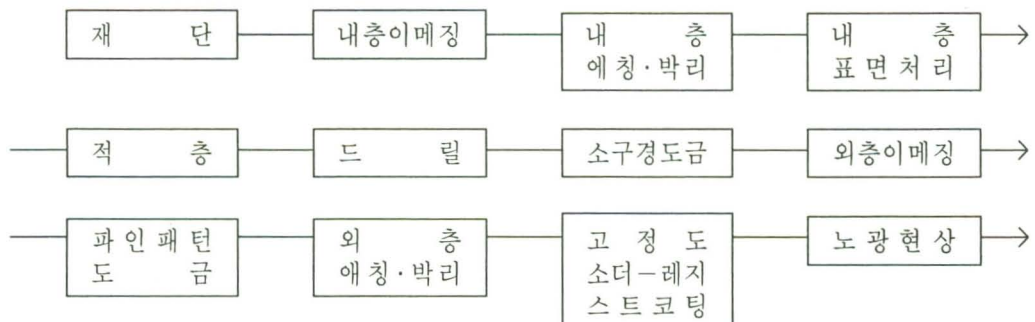 재 단
내층이메징
내 층
에칭·박리
내 층
표면처리
적 층
드 릴
소구경도금
외층이메징
파인패턴
도 금
외 층
애칭·박리
고 정 도
소더-레지
스트코팅
노광현상